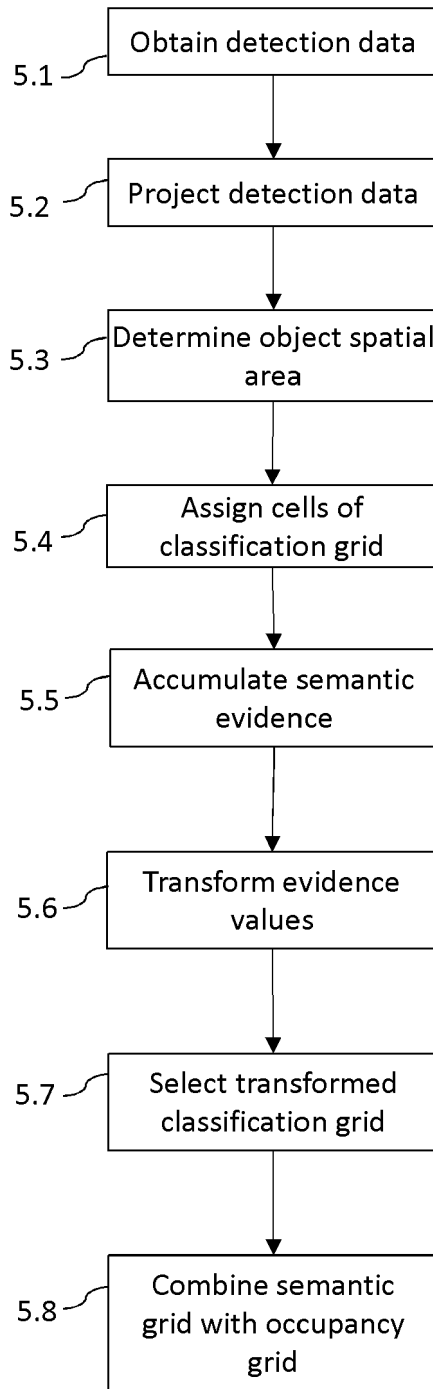 Obtain detection data
5.1
Project detection data
5.2
Determine object spatial
area
5.3
Assign cells of
classification grid
5.4
Accumulate semantic
evidence
5.5
Transform evidence
values
5.6
Select transformed
classification grid
5.7
Combine semantic
grid with occupancy
grid
5.8